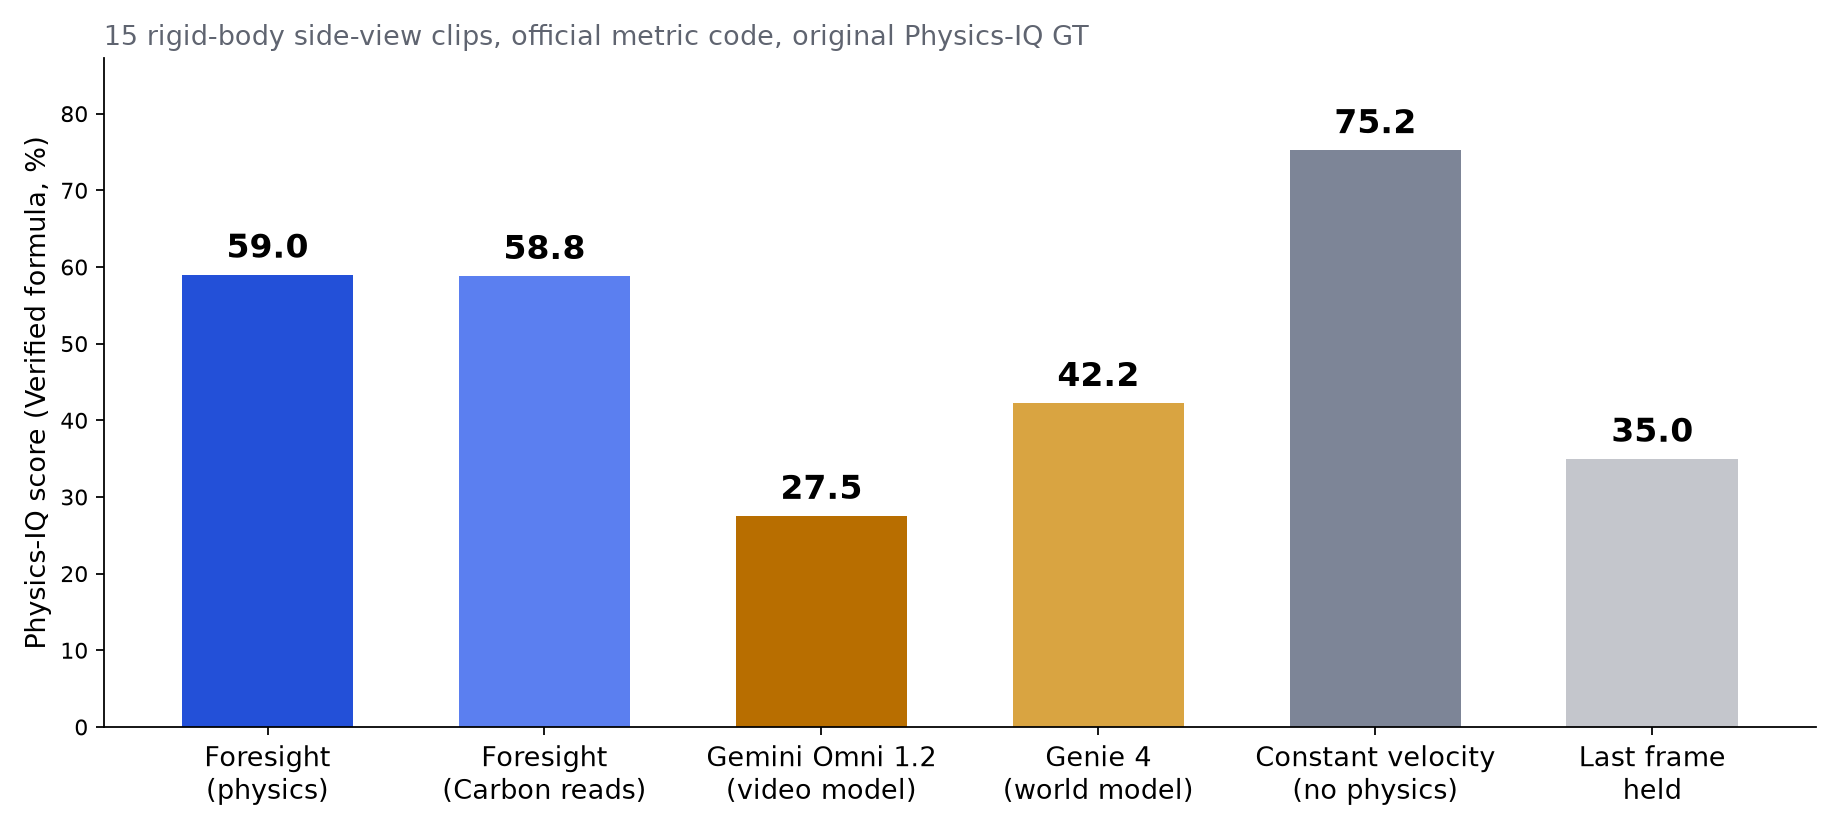 15 rigid-body side-view clips, official metric code, original Physics-IQ GT
Physics-IQ score (Verified formula, %)
80
70
60
50
40
30
20
10
0
59.0
58.8
27.5
42.2
75.2
35.0
Foresight
(physics)
Foresight
(Carbon reads)
Gemini Omni 1.2
(video model)
Genie 4
(world model)
Constant velocity
(no physics)
Last frame
held